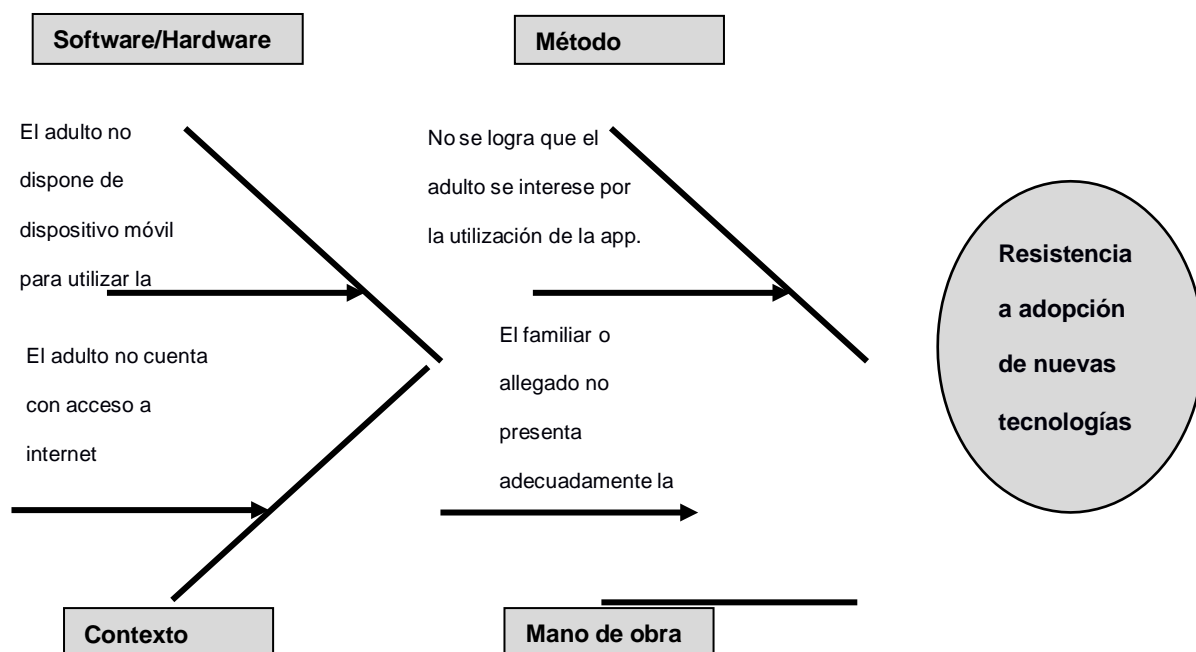 Software/Hardware
Método
El adulto no
dispone de
dispositivo móvil
para utilizar la
No se logra que el
adulto se interese por
la utilización de la app.
El adulto no cuenta
con acceso a
internet
El familiar o
allegado no
presenta
adecuadamente la
Resistencia
a adopción
de nuevas
tecnologías
Contexto
Mano de obra